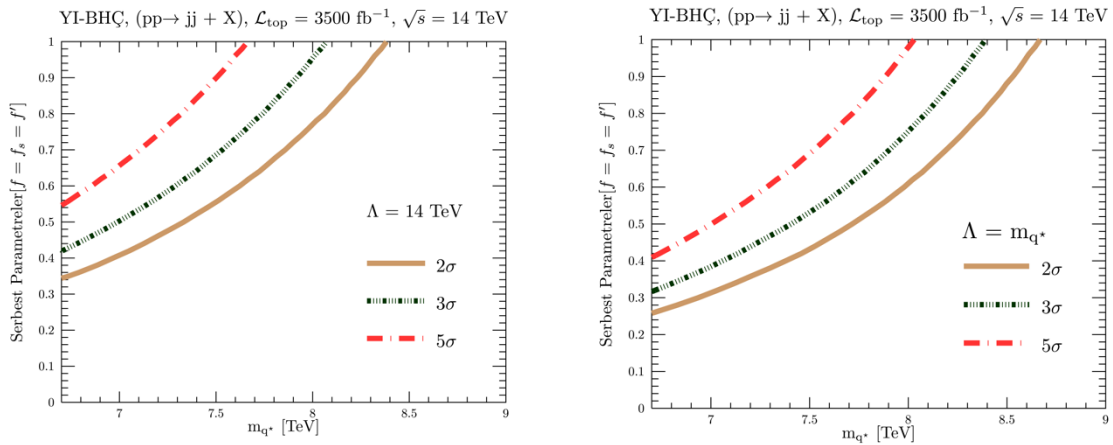 YI-BHÇ, (pp→ jj + X), 𝓛top = 3500 fb⁻¹, √s = 14 TeV
Serbest Parametreler[f = fₛ = f′]
1
0.9
0.8
0.7
0.6
0.5
0.4
0.3
0.2
0.1
0
Λ = 14 TeV
2σ
3σ
5σ
7 7.5 8 8.5 9
m_q⋆ [TeV]
YI-BHÇ, (pp→ jj + X), 𝓛top = 3500 fb⁻¹, √s = 14 TeV
Serbest Parametreler[f = fₛ = f′]
1
0.9
0.8
0.7
0.6
0.5
0.4
0.3
0.2
0.1
0
Λ = m_q⋆
2σ
3σ
5σ
7 7.5 8 8.5 9
m_q⋆ [TeV]